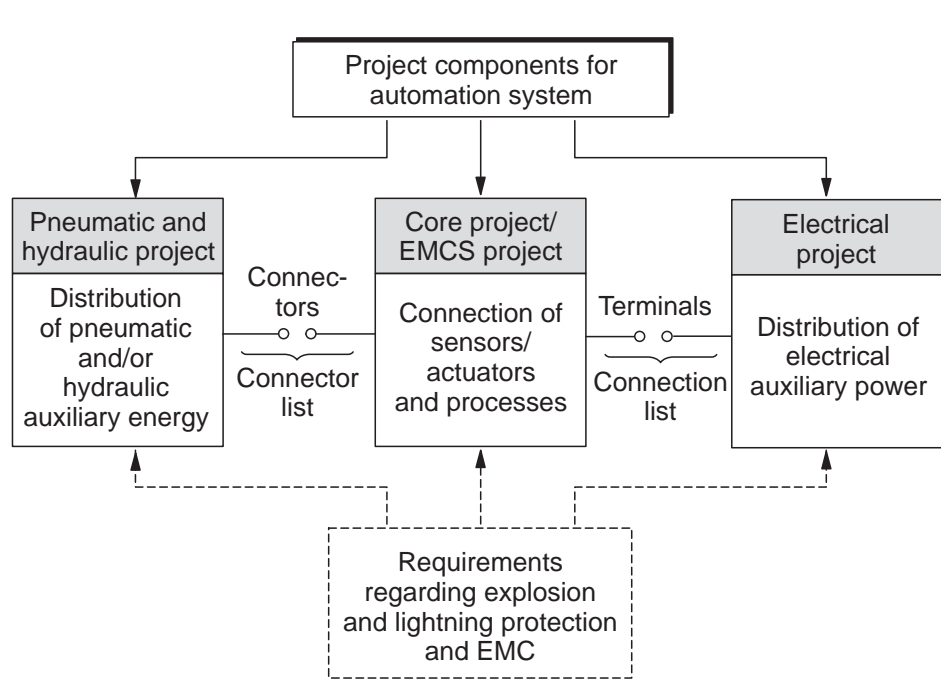 Project components for
automation system
Pneumatic and
hydraulic project
Distribution
of pneumatic
and/or
hydraulic
auxiliary energy
Connec-
tors
Connector
list
Core project/
EMCS project
Connection of
sensors/
actuators
and processes
Terminals
Connection
list
Electrical
project
Distribution of
electrical
auxiliary power
Requirements
regarding explosion
and lightning protection
and EMC